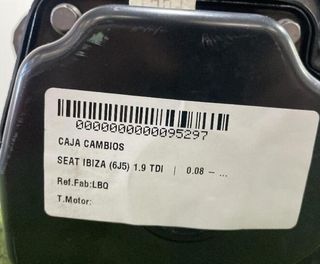 0000000000095297
CAJA CAMBIOS
SEAT IBIZA (6J5) 1.9 TDI | 0.08 – ...
Ref.Fab:LBQ
T.Motor: